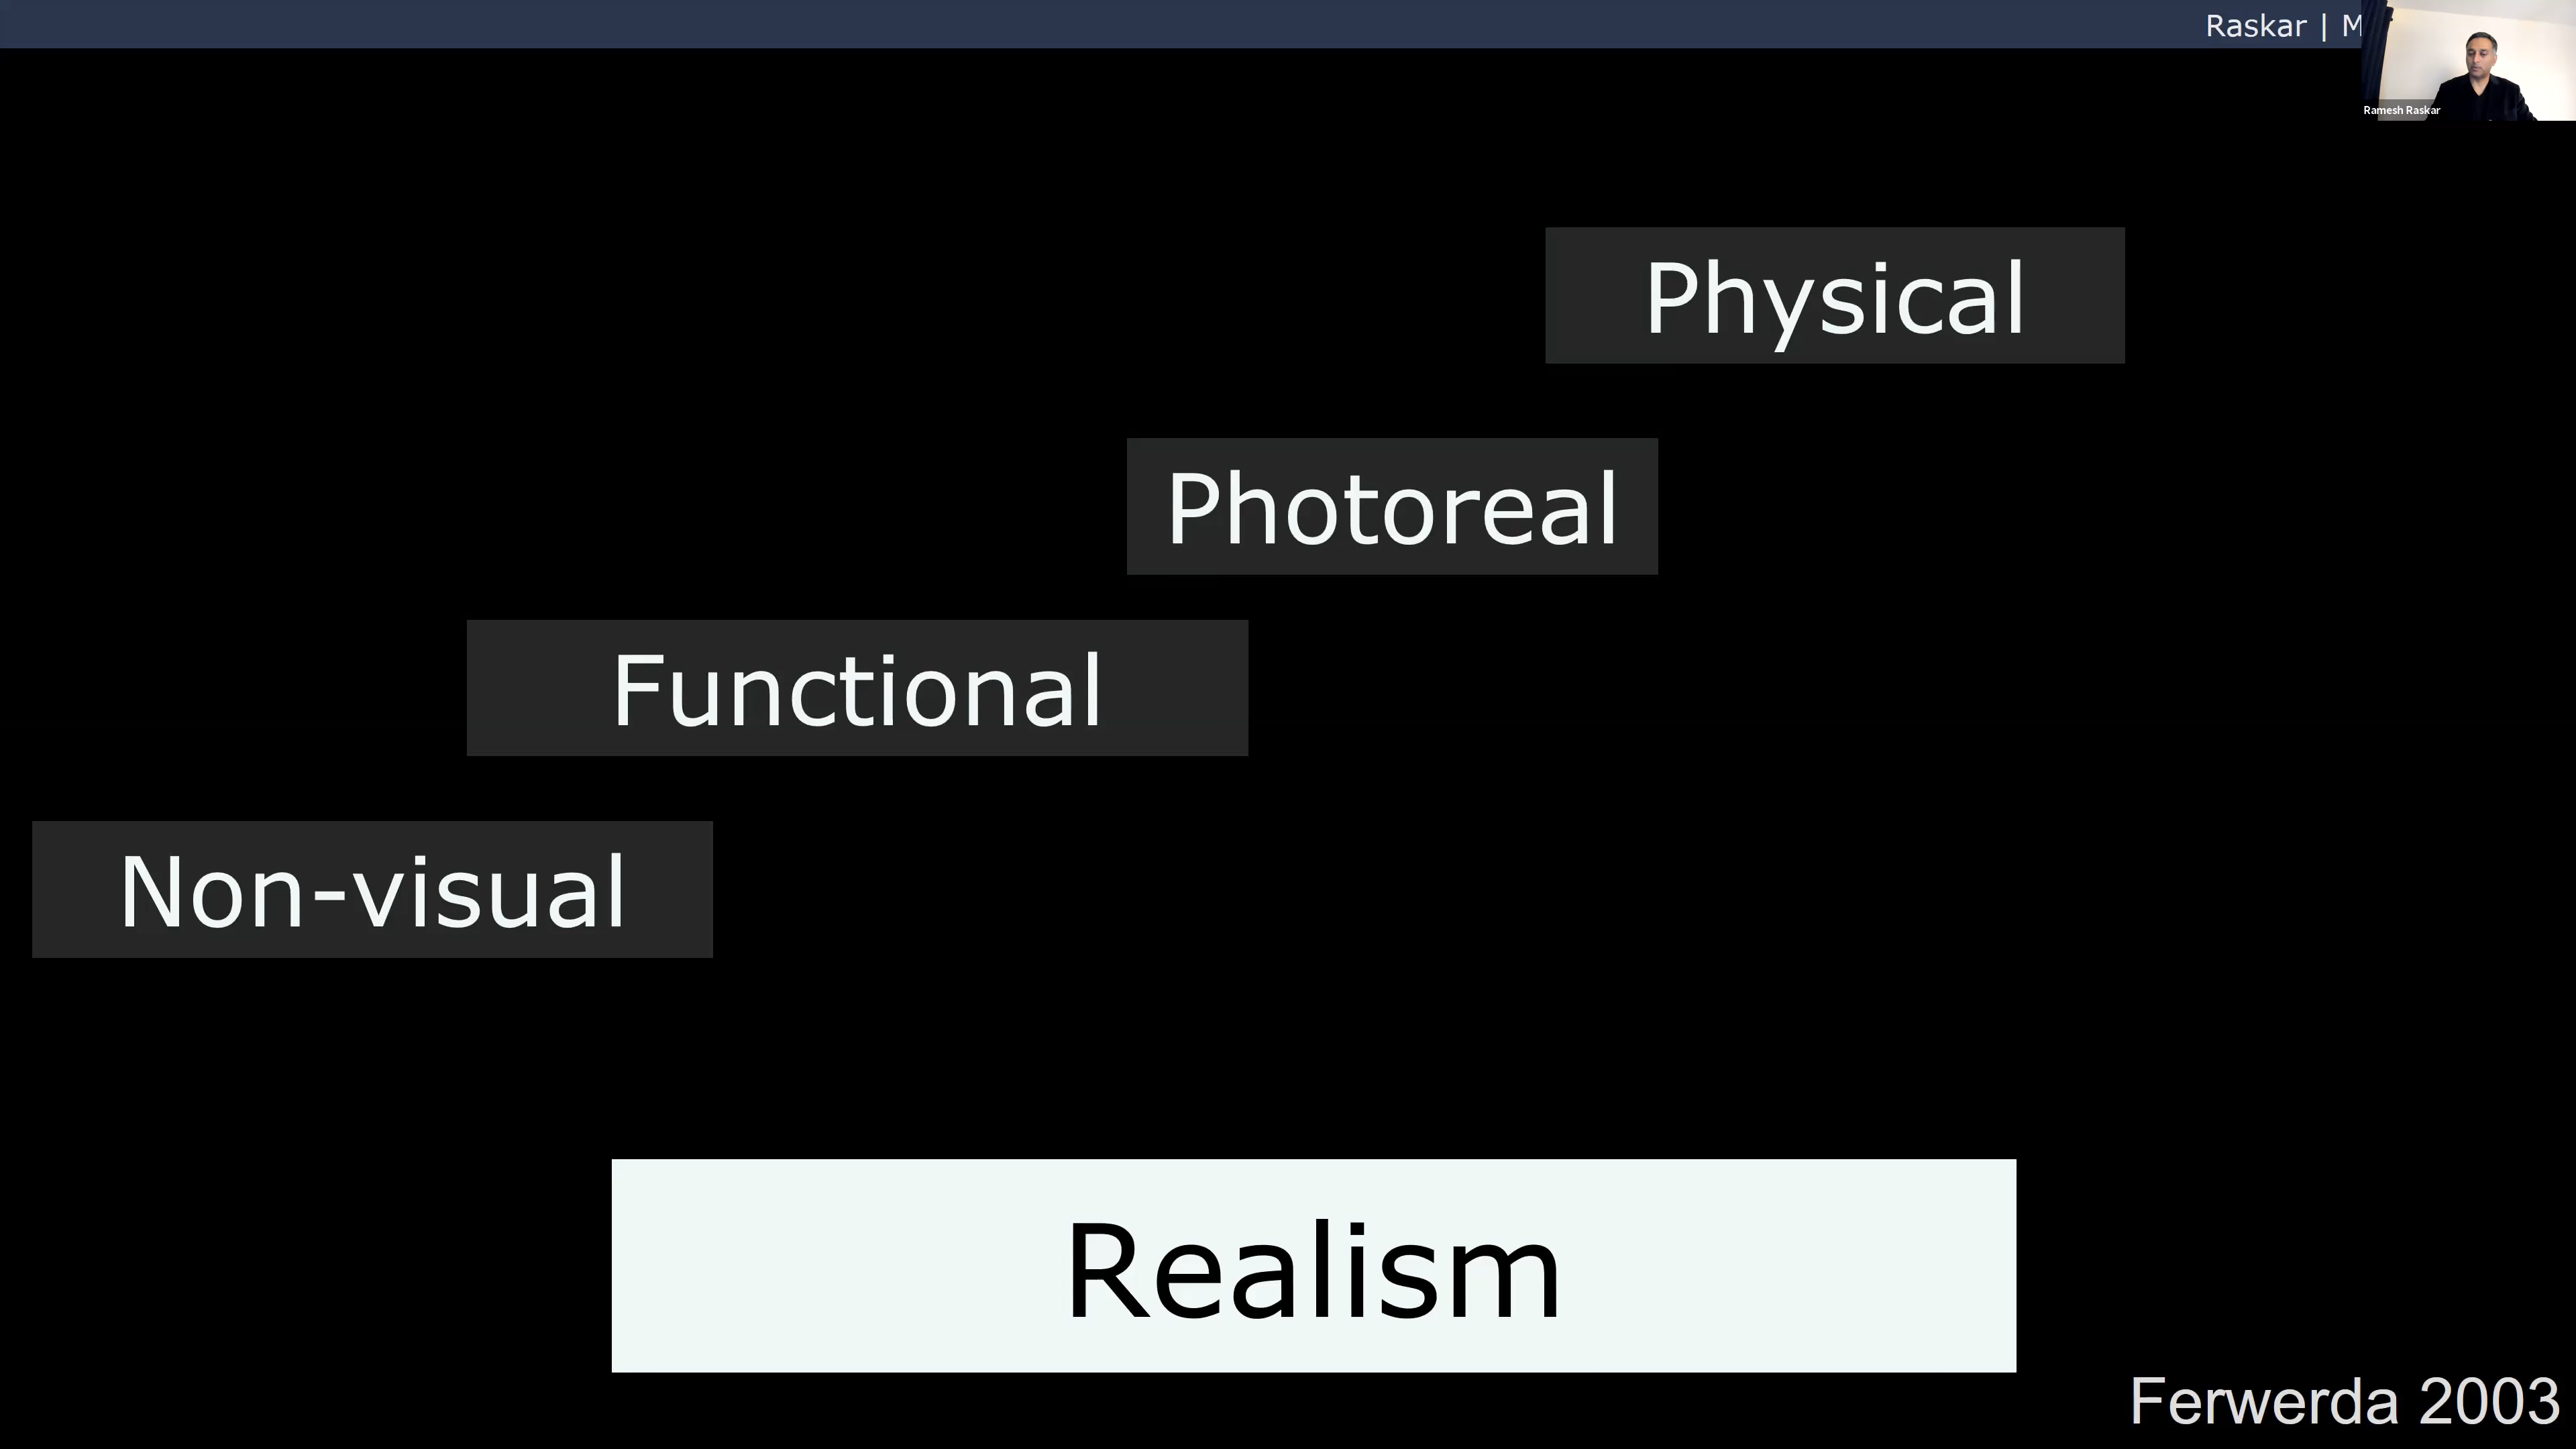 Raskar | M
Ramesh Raskar
Physical
Photoreal
Functional
Non-visual
Realism
Ferwerda 2003